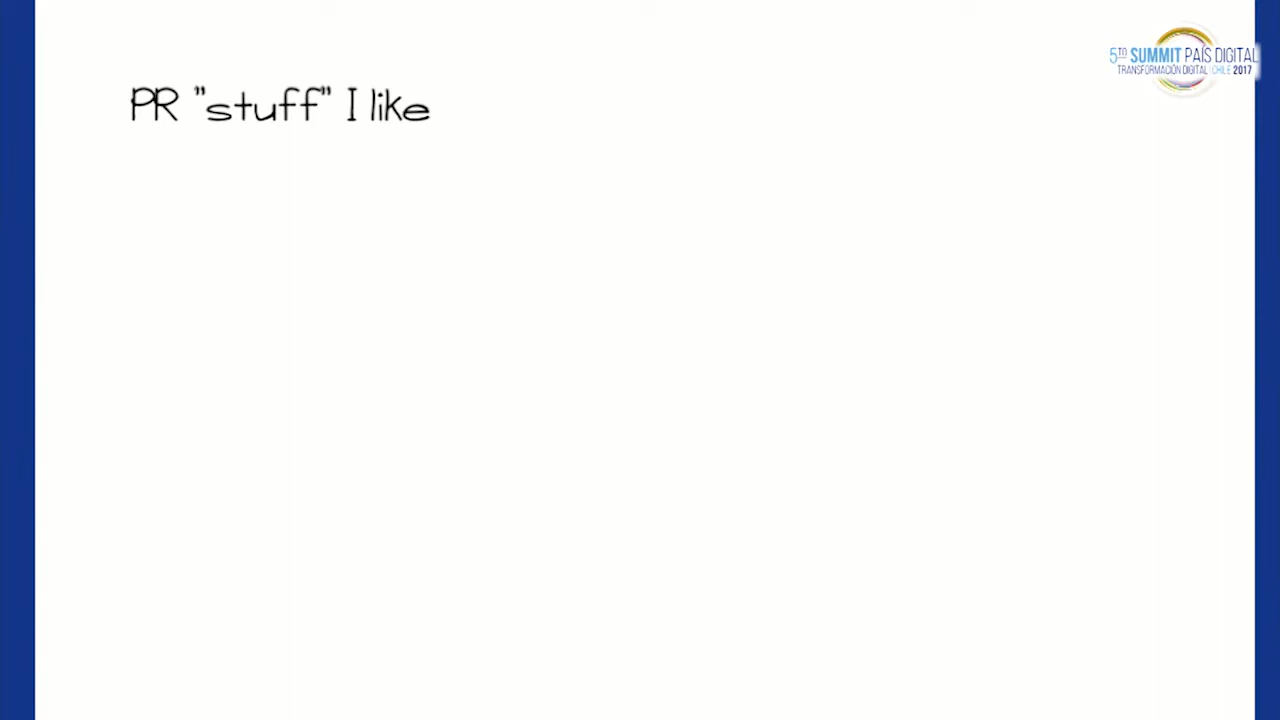 PR "stuff" I like
5TO SUMMIT PAÍS DIGITAL
TRANSFORMACIÓN DIGITAL | CHILE 2017